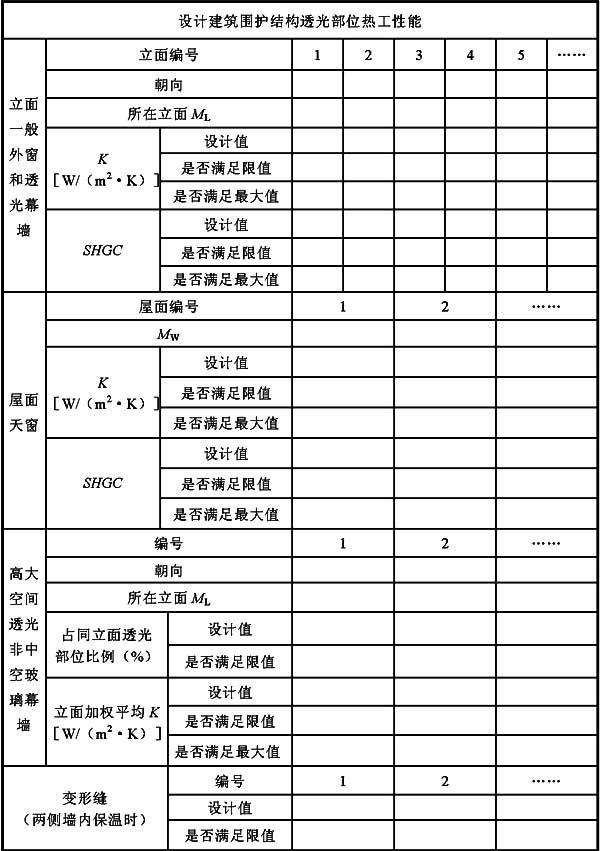 设计建筑围护结构透光部位热工性能
立面一般外窗和透光幕墙
立面编号 1 2 3 4 5 ……
朝向
所在立面 ML
K [W/（m²·K）]
设计值
是否满足限值
是否满足最大值
SHGC
设计值
是否满足限值
是否满足最大值
屋面天窗
屋面编号 1 2 ……
MW
K [W/（m²·K）]
设计值
是否满足限值
是否满足最大值
SHGC
设计值
是否满足限值
是否满足最大值
高大空间透光非中空玻璃幕墙
编号 1 2 ……
朝向
所在立面 ML
占同立面透光部位比例（%）
设计值
是否满足限值
立面加权平均 K [W/（m²·K）]
设计值
是否满足限值
是否满足最大值
变形缝
（两侧墙内保温时）
编号 1 2 ……
设计值
是否满足限值